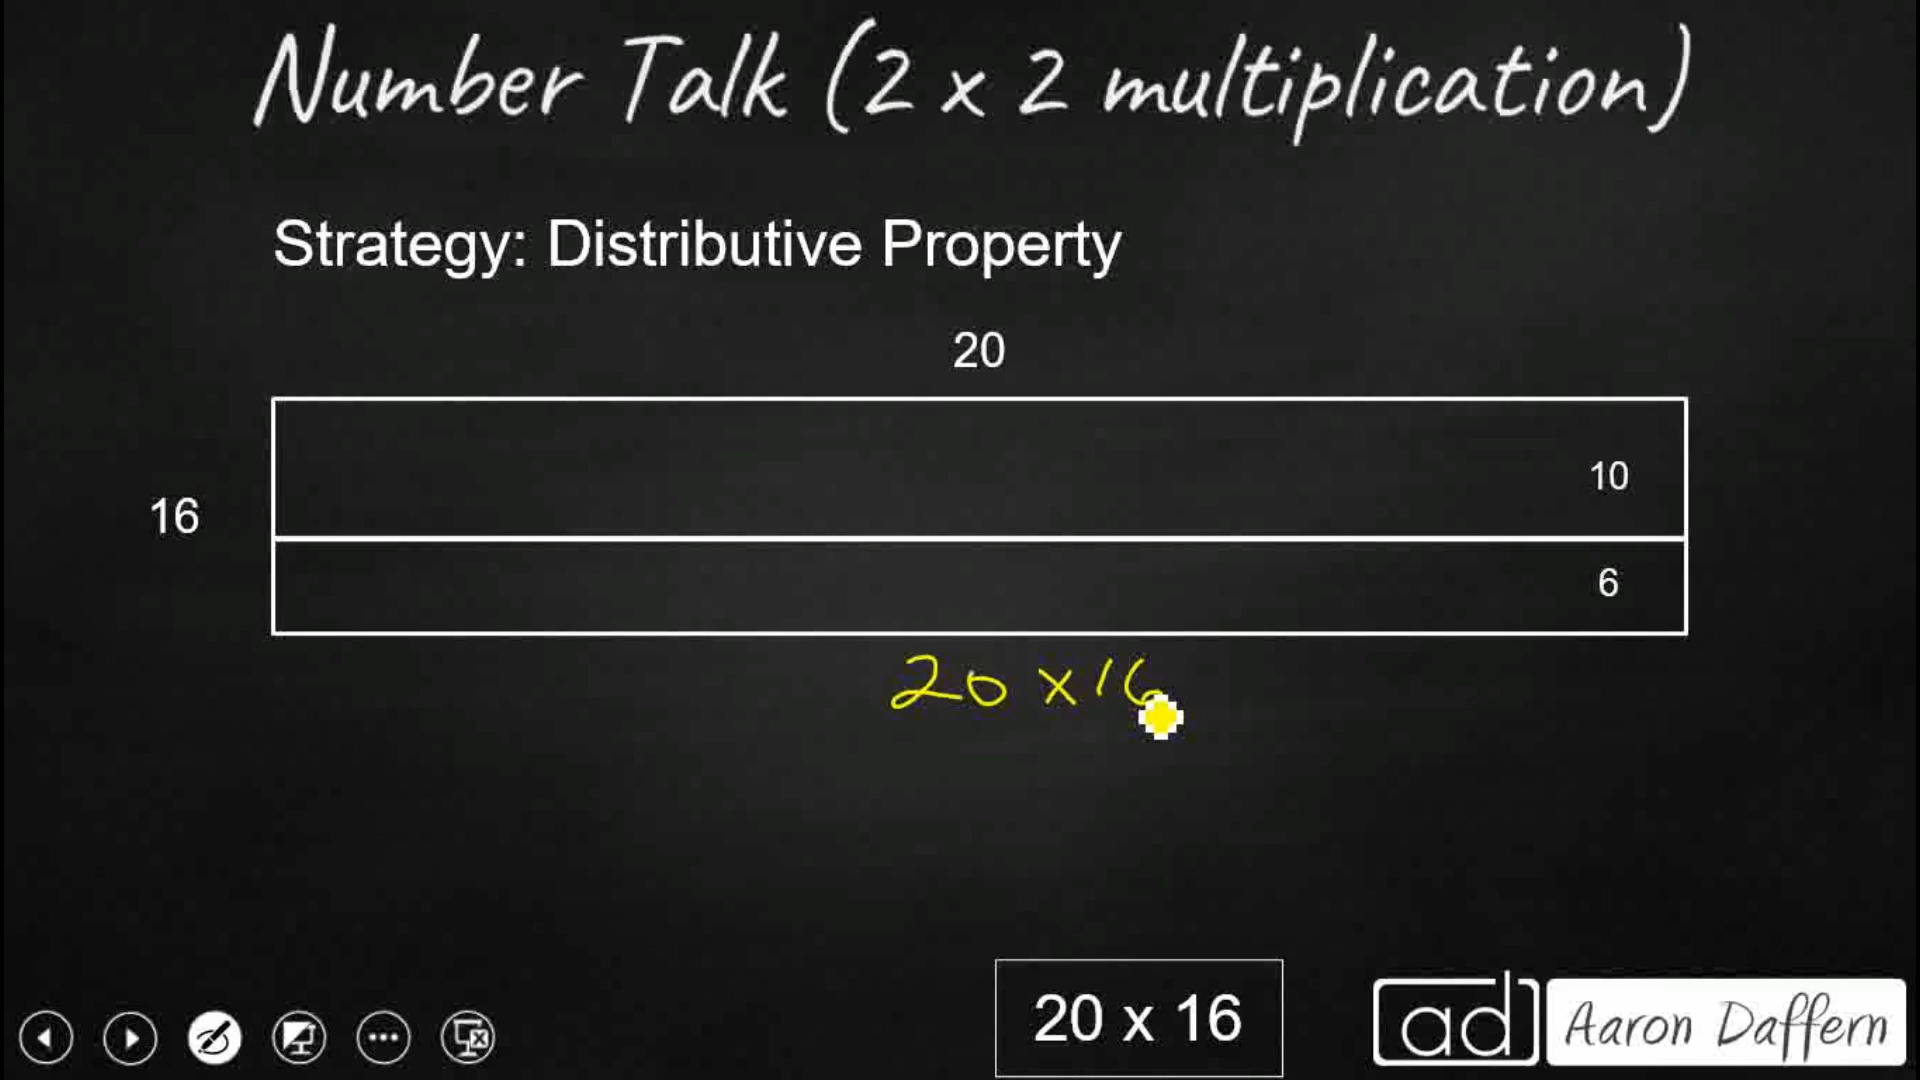 Number Talk (2 x 2 multiplication)
Strategy: Distributive Property
20
10
16
6
20 x 16
20 x 16
ad Aaron Daffern